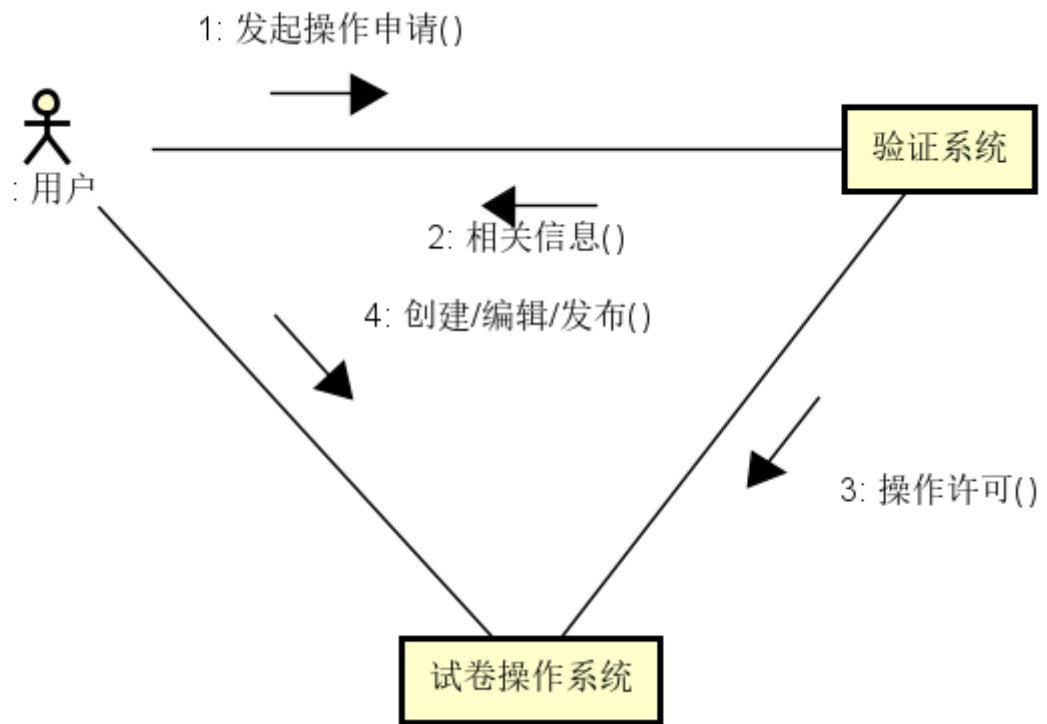 1: 发起操作申请()
验证系统
: 用户
2: 相关信息()
4: 创建/编辑/发布()
3: 操作许可()
试卷操作系统